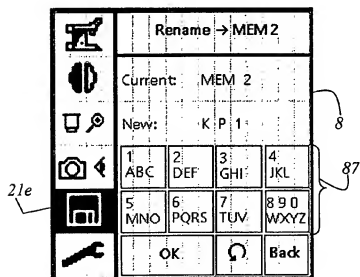 Rename → MEM 2
Current: MEM 2
New: K P 1
8
1 2 3 4
ABC DEF GHI JKL
87
21e
5 6 7 8 9 0
MNO PQRS TUV WXYZ
OK Back